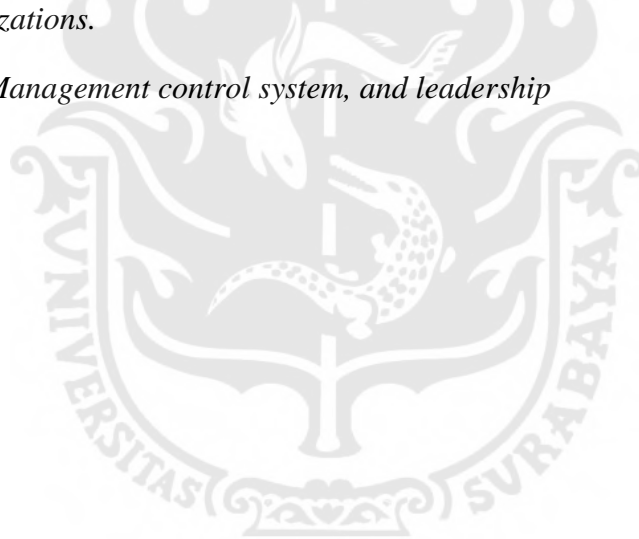 zations.
Management control system, and leadership
UNIVERSITAS SURABAYA